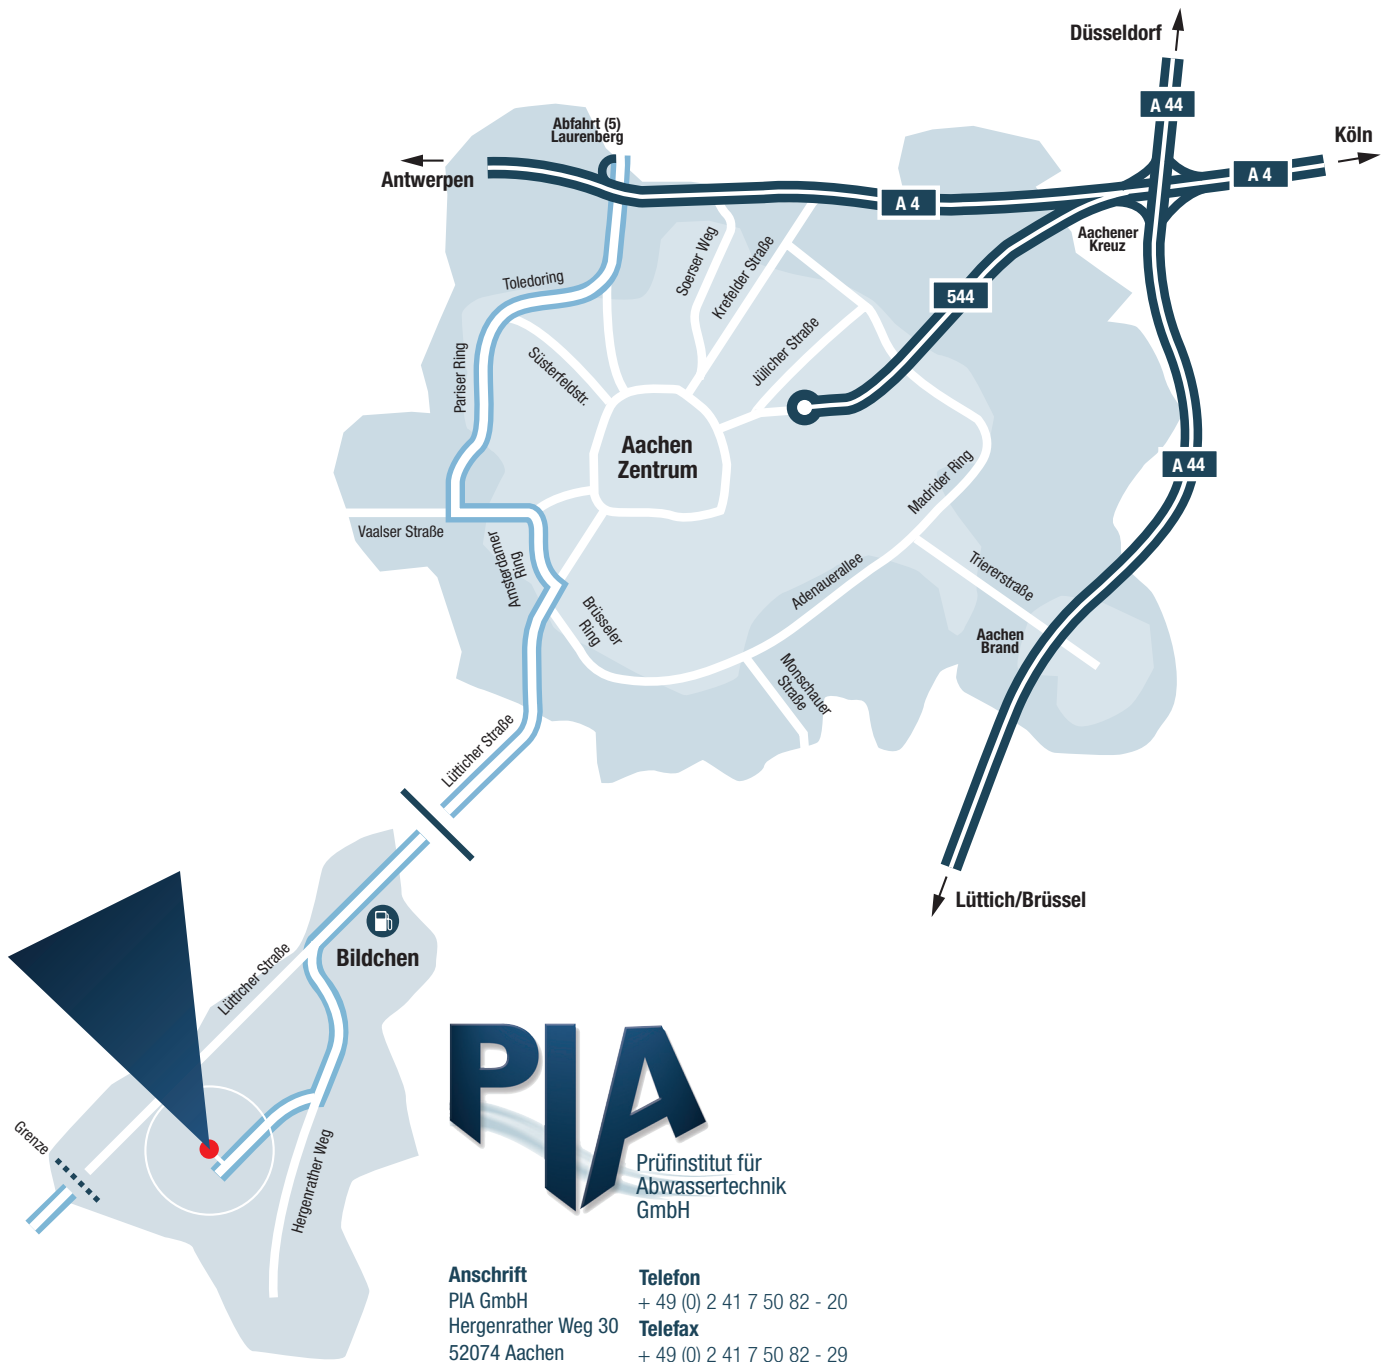 Düsseldorf
A 44
Köln
A 4
Abfahrt (5)
Laurenberg
Antwerpen
A 4
Aachener
Kreuz
544
Soerser Weg
Krefelder Straße
Toledoring
Jülicher Straße
Pariser Ring
Süsterfeldstr.
Aachen
Zentrum
A 44
Madrider Ring
Vaalser Straße
Amsterdamer
Ring
Adenauerallee
Triererstraße
Brüsseler
Ring
Aachen
Brand
Monschauer
Straße
Lütticher Straße
Lüttich/Brüssel
Bildchen
Lütticher Straße
Grenze
Hergenrather Weg
PIA
Prüfinstitut für
Abwassertechnik
GmbH
Anschrift
PIA GmbH
Hergenrather Weg 30
52074 Aachen
Telefon
+ 49 (0) 2 41 7 50 82 - 20
Telefax
+ 49 (0) 2 41 7 50 82 - 29